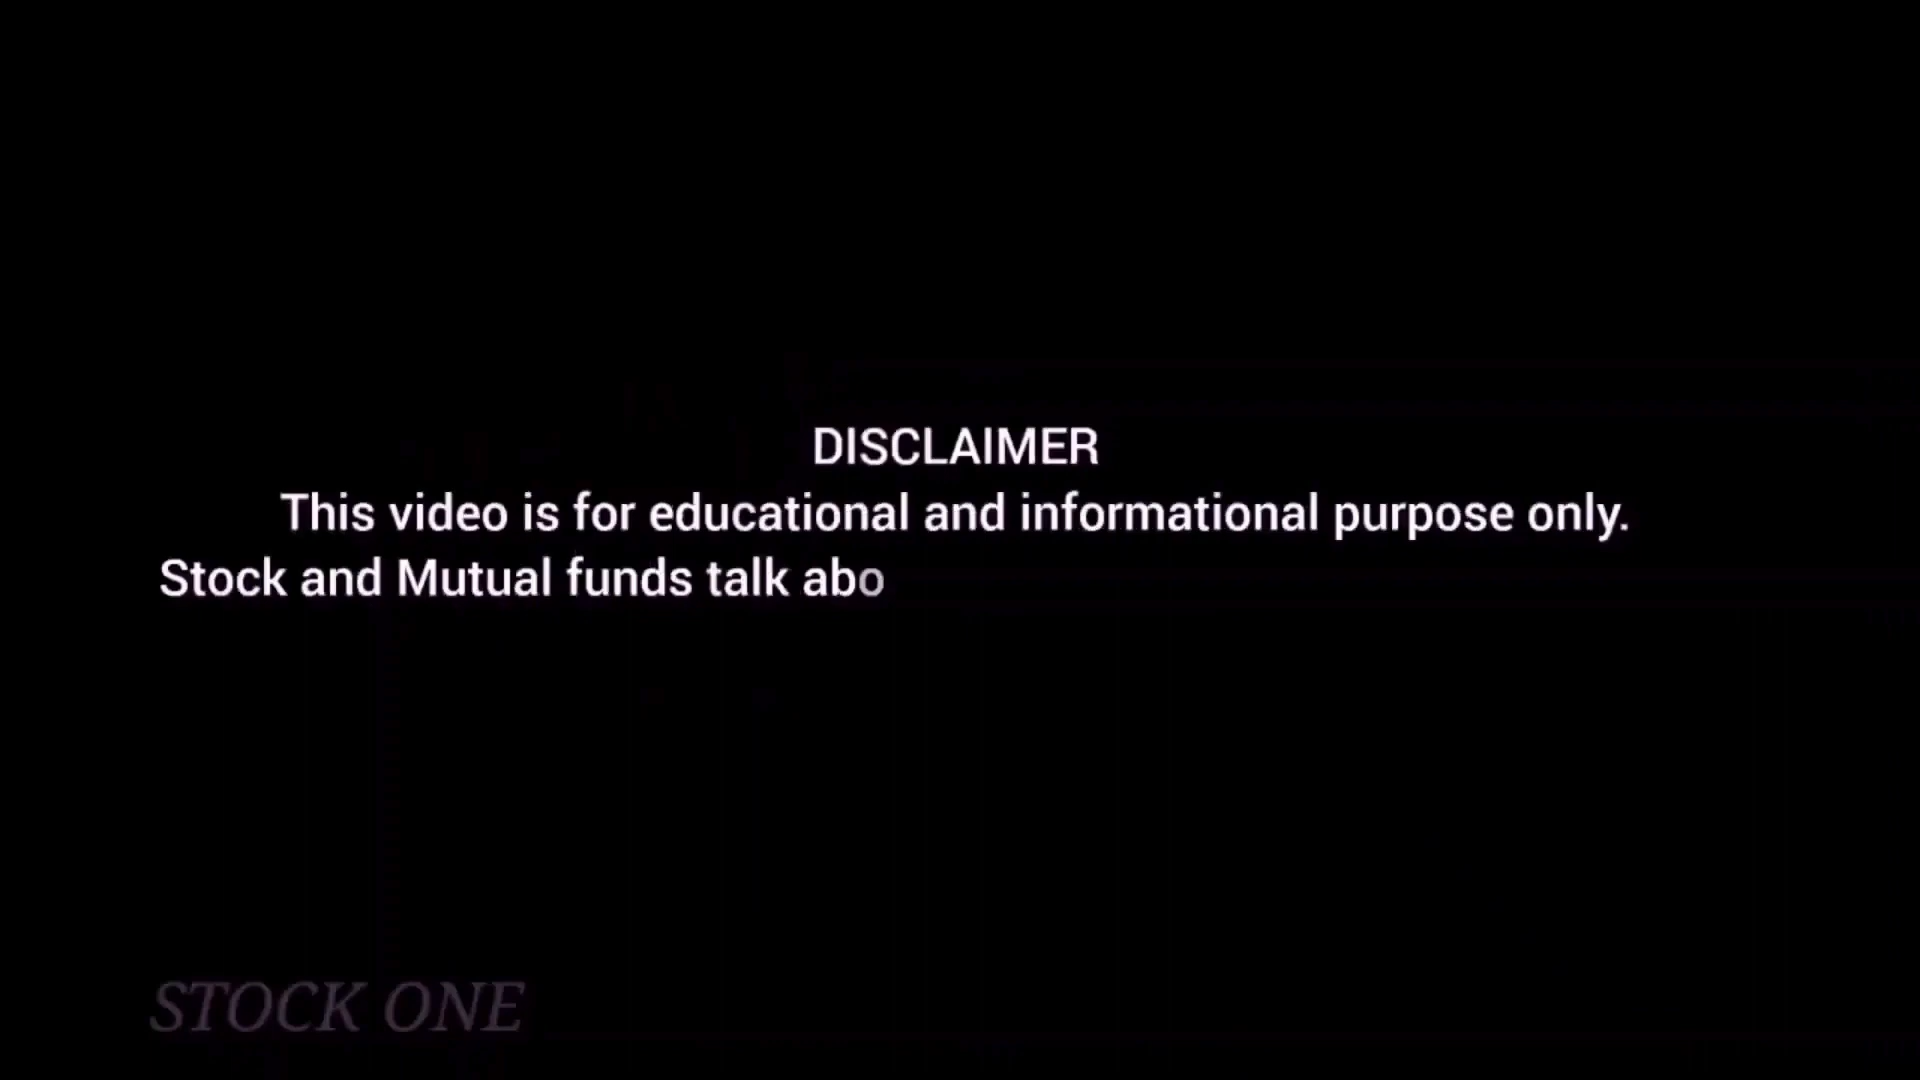 DISCLAIMER
This video is for educational and informational purpose only.
Stock and Mutual funds talk abo
STOCK ONE